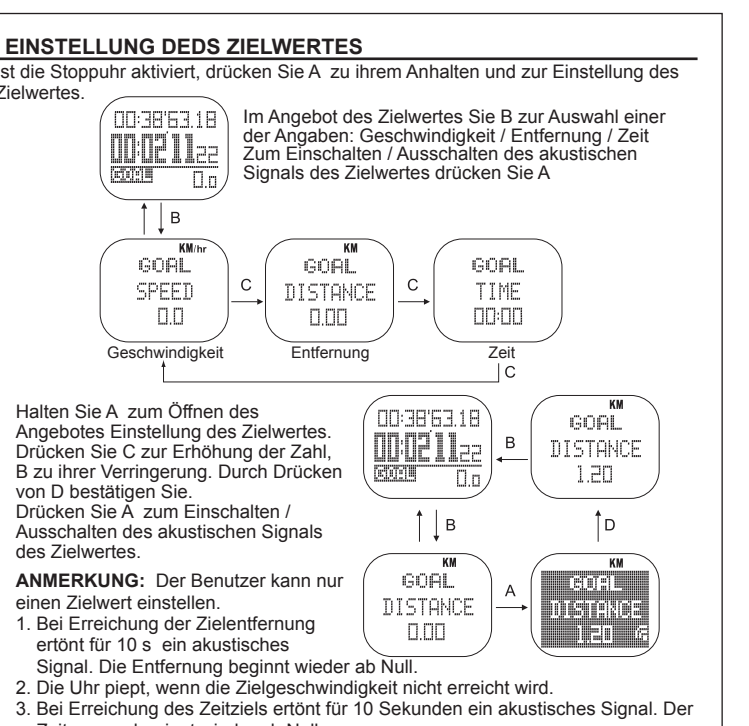 EINSTELLUNG DEDS ZIELWERTES
st die Stoppuhr aktiviert, drücken Sie A zu ihrem Anhalten und zur Einstellung des
Zielwertes.
00:38'63.18
00:02'1122
GOAL 0.0
Im Angebot des Zielwertes Sie B zur Auswahl einer
der Angaben: Geschwindigkeit / Entfernung / Zeit
Zum Einschalten / Ausschalten des akustischen
Signals des Zielwertes drücken Sie A
B
KM/hr
GOAL
SPEED
0.0
C
KM
GOAL
DISTANCE
0.00
C
GOAL
TIME
00:00
Geschwindigkeit
Entfernung
Zeit
C
Halten Sie A zum Öffnen des
Angebotes Einstellung des Zielwertes.
Drücken Sie C zur Erhöhung der Zahl,
B zu ihrer Verringerung. Durch Drücken
von D bestätigen Sie.
Drücken Sie A zum Einschalten /
Ausschalten des akustischen Signals
des Zielwertes.
00:38'63.18
00:02'1122
GOAL 0.0
B
KM
GOAL
DISTANCE
1.20
B
D
KM
GOAL
DISTANCE
0.00
A
KM
GOAL
DISTANCE
1.20
ANMERKUNG: Der Benutzer kann nur
einen Zielwert einstellen.
1. Bei Erreichung der Zielentfernung
ertönt für 10 s ein akustisches
Signal. Die Entfernung beginnt wieder ab Null.
2. Die Uhr piept, wenn die Zielgeschwindigkeit nicht erreicht wird.
3. Bei Erreichung des Zeitziels ertönt für 10 Sekunden ein akustisches Signal. Der